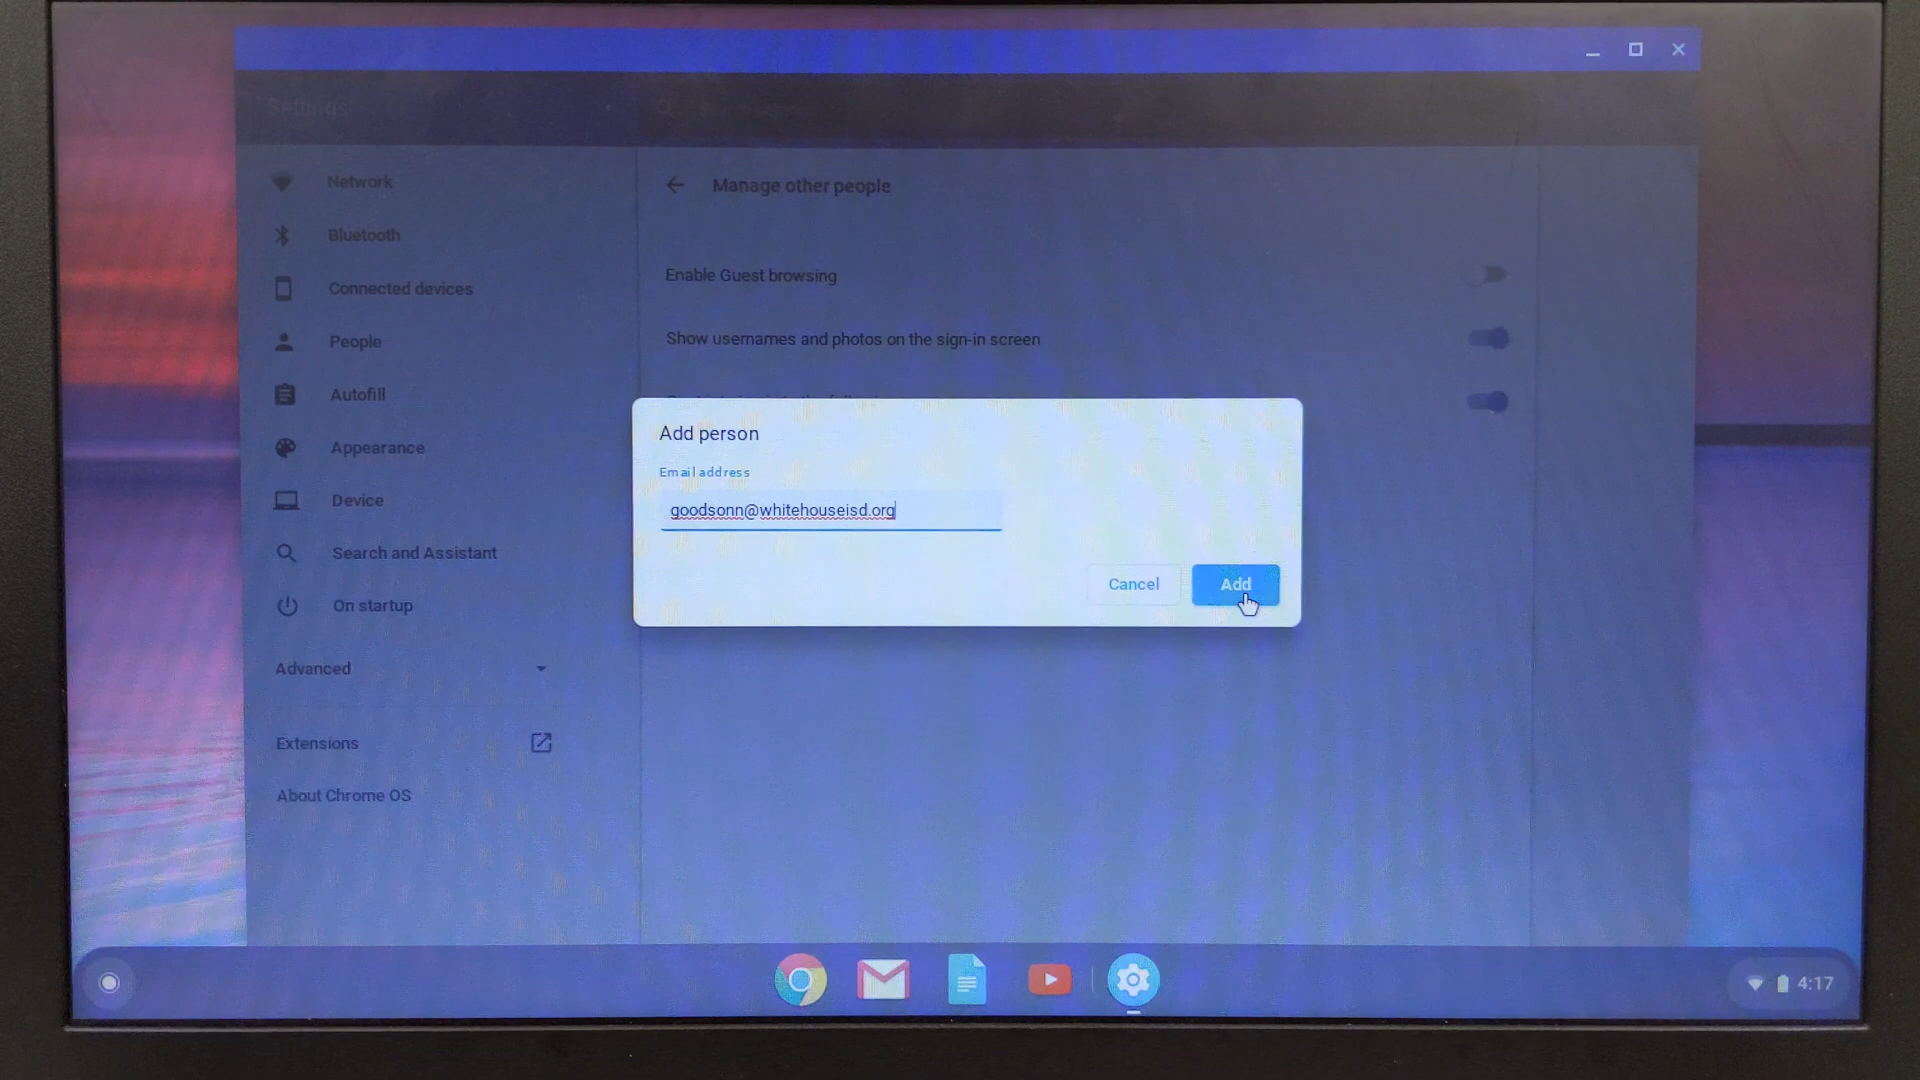 Settings
Network
Bluetooth
Connected devices
People
Autofill
Appearance
Device
Search and Assistant
On startup
Advanced
Extensions
About Chrome OS
Manage other people
Enable Guest browsing
Show usernames and photos on the sign-in screen
Add person
Email address
goodsonn@whitehouseisd.org
Cancel
Add
4:17